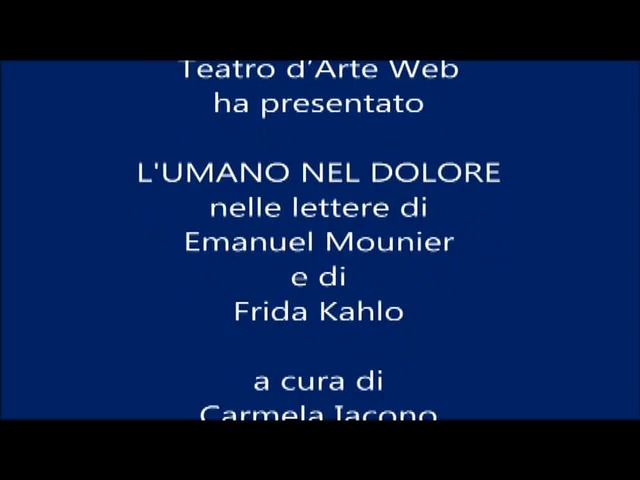 Teatro d'Arte Web
ha presentato
L'UMANO NEL DOLORE
nelle lettere di
Emanuel Mounier
e di
Frida Kahlo
a cura di
Carmela Iacono